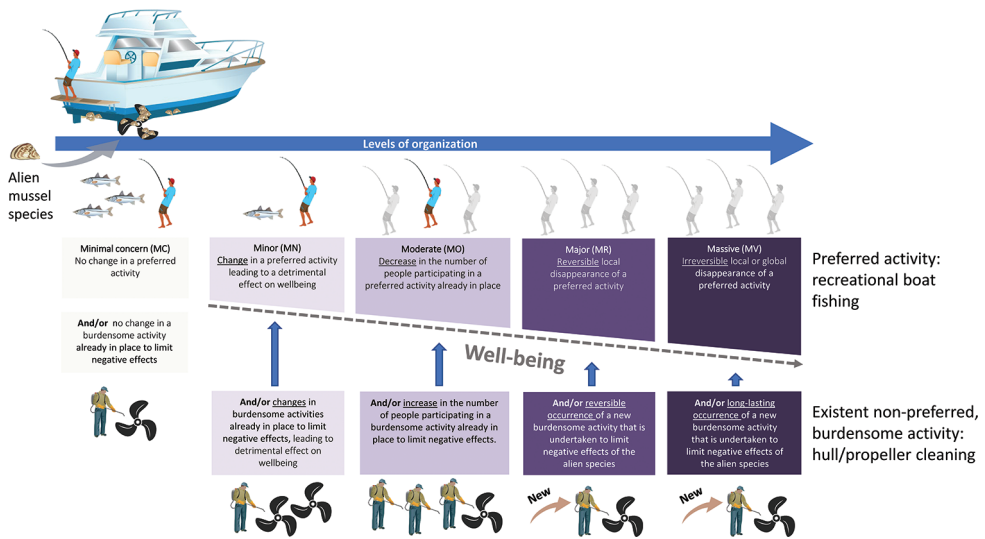 Levels of organization
Alien
mussel
species
Minimal concern (MC)
No change in a preferred
activity
Minor (MN)
Change in a preferred activity
leading to a detrimental
effect on wellbeing
Moderate (MO)
Decrease in the number of
people participating in a
preferred activity already in place
Major (MR)
Reversible local
disappearance of a
preferred activity
Massive (MV)
Irreversible local or global
disappearance of a
preferred activity
Preferred activity:
recreational boat
fishing
And/or no change in a
burdensome activity
already in place to limit
negative effects
Well-being
And/or changes in
burdensome activities
already in place to limit
negative effects, leading to
detrimental effect on
wellbeing
And/or increase in the number
of people participating in a
burdensome activity already in
place to limit negative effects.
And/or reversible
occurrence of a new
burdensome activity that is
undertaken to limit
negative effects of the
alien species
And/or long-lasting
occurrence of a new
burdensome activity
that is undertaken to
limit negative effects of
the alien species
Existent non-preferred,
burdensome activity:
hull/propeller cleaning
New
New